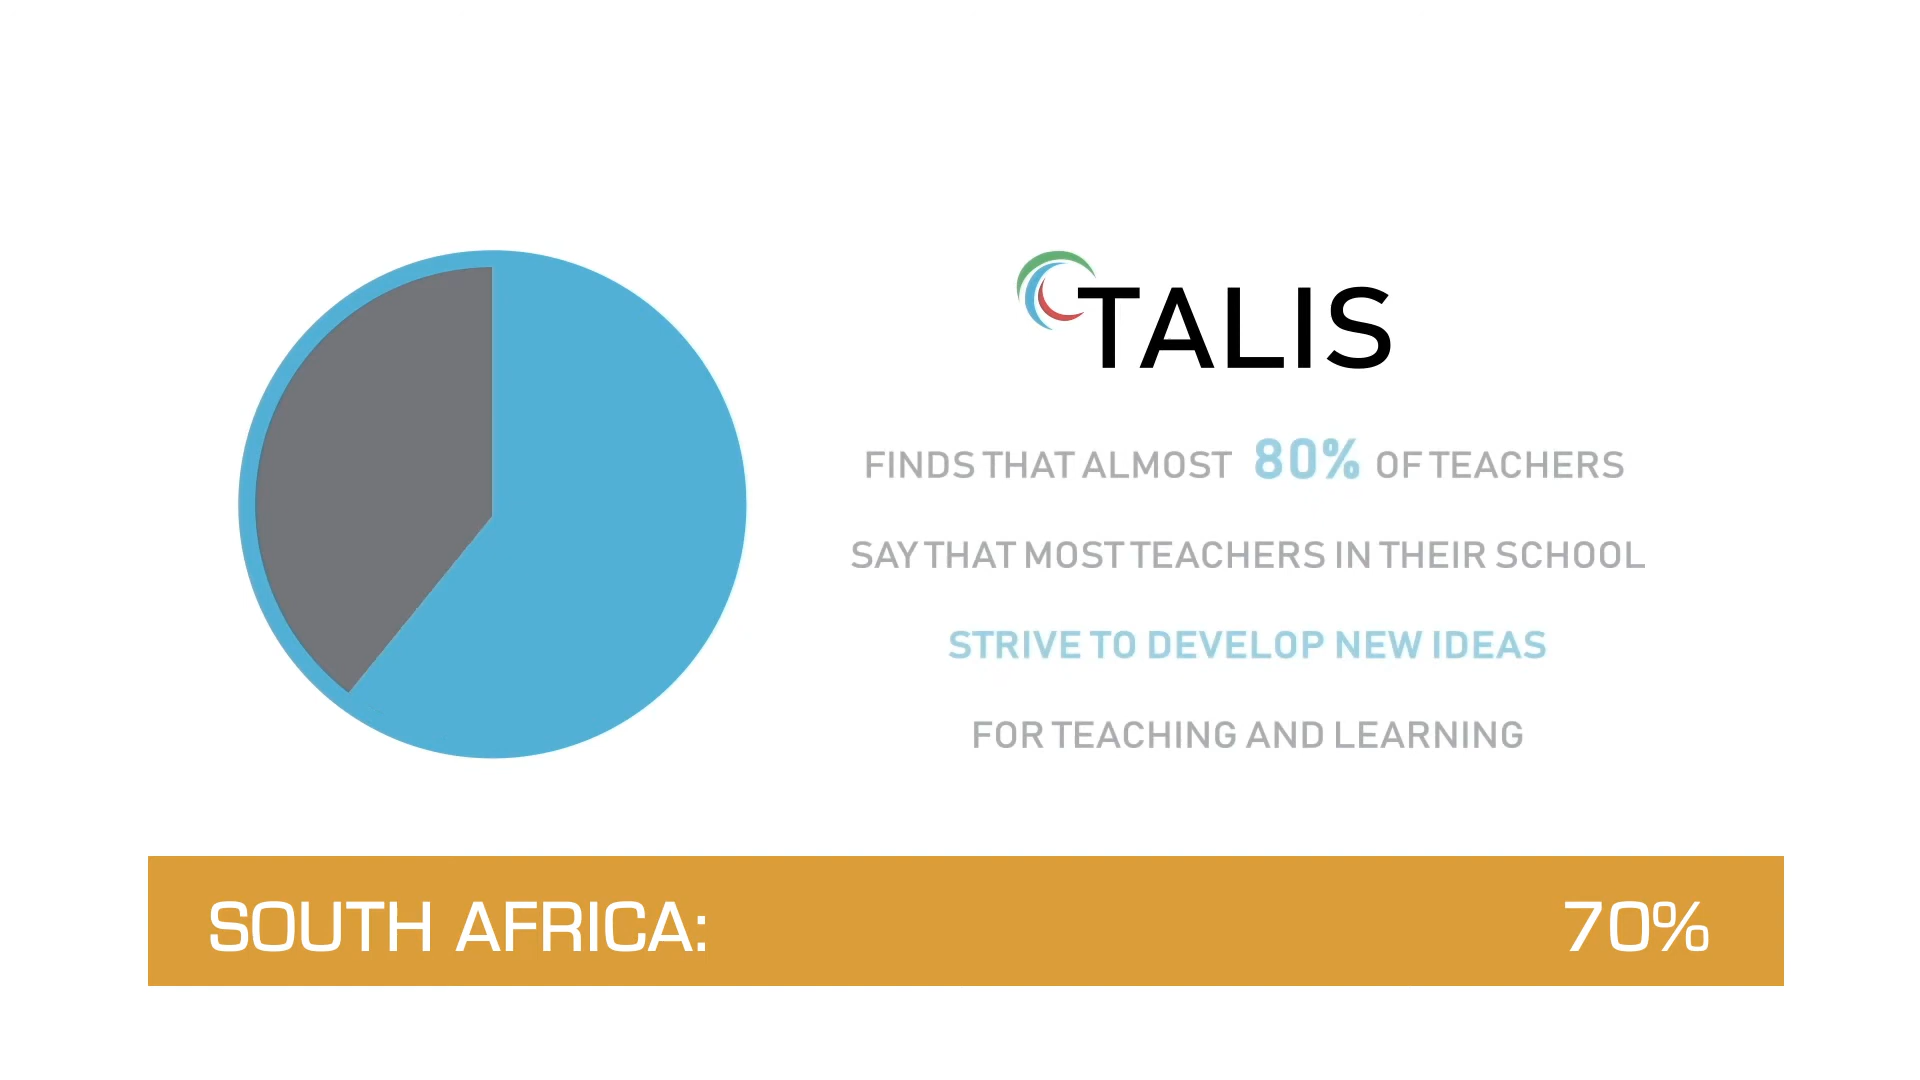 TALIS
FINDS THAT ALMOST 80% OF TEACHERS
SAY THAT MOST TEACHERS IN THEIR SCHOOL
STRIVE TO DEVELOP NEW IDEAS
FOR TEACHING AND LEARNING
SOUTH AFRICA: 70%